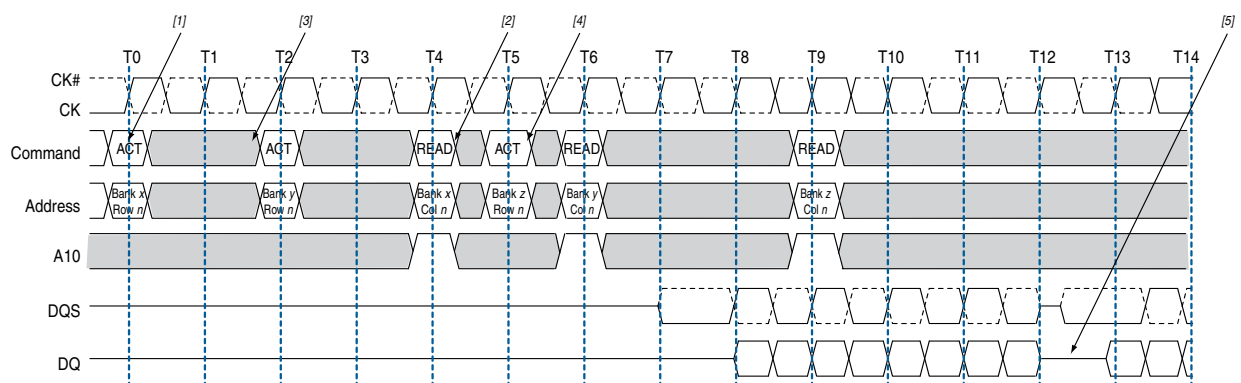 [1] [3] [2] [4] [5]
T0 T1 T2 T3 T4 T5 T6 T7 T8 T9 T10 T11 T12 T13 T14
CK#
CK
Command ACT ACT READ ACT READ READ
Address Bank x Bank y Bank x Bank z Bank y Bank z
Row n Row n Col n Row n Col n Col n
A10
DQS
DQ